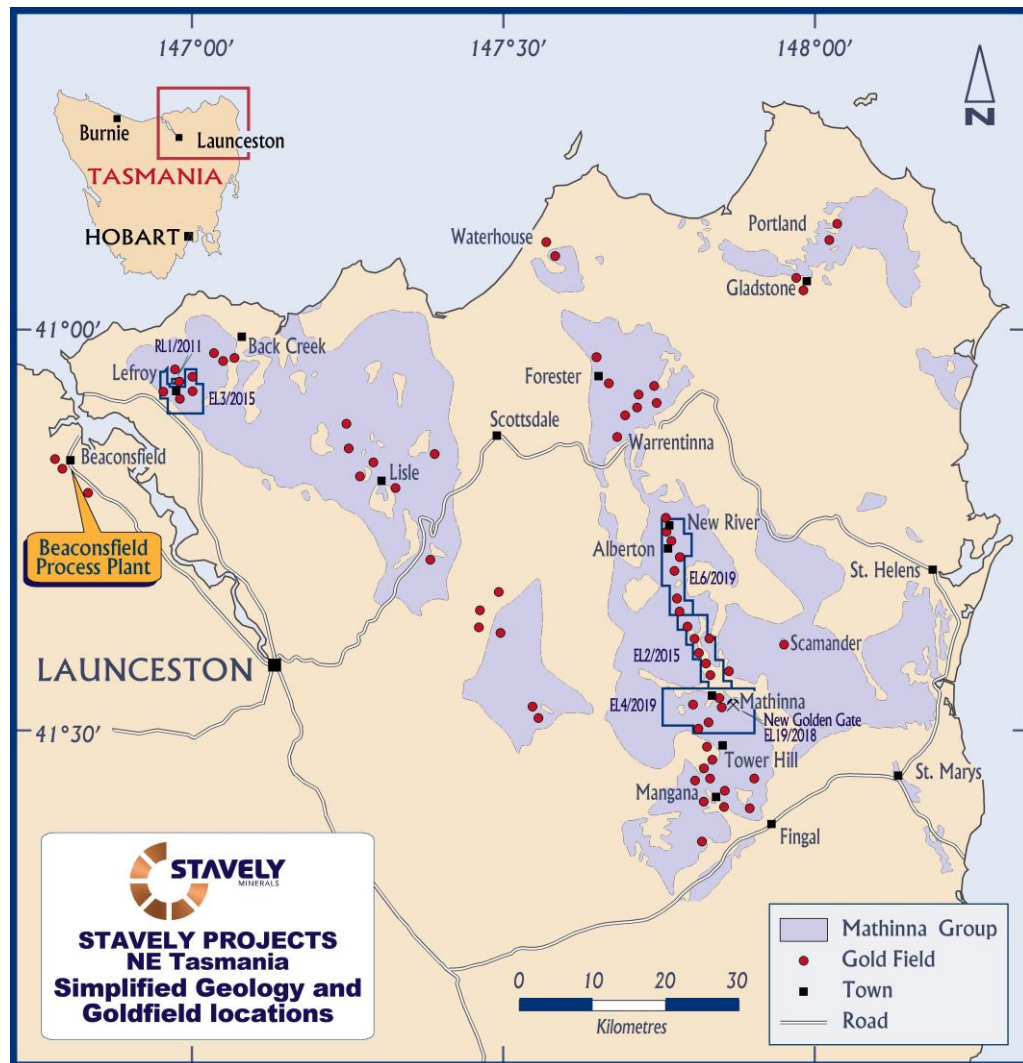 147°00'
147°30'
148°00'
N
Burnie
Launceston
TASMANIA
HOBART
Portland
Waterhouse
Gladstone
41°00'
RL1/2011
Back Creek
Lefroy
EL3/2015
Forester
Scottsdale
Warrentinna
Beaconsfield
Lisle
Beaconsfield
Process Plant
New River
Alberton
EL6/2019
St. Helens
Scamander
EL2/2015
LAUNCESTON
EL4/2019
Mathinna
New Golden Gate
EL19/2018
41°30'
Tower Hill
St. Marys
Mangana
Fingal
STAVELY
MINERALS
STAVELY PROJECTS
NE Tasmania
Simplified Geology and
Goldfield locations
0 10 20 30
Kilometres
Mathinna Group
Gold Field
Town
Road